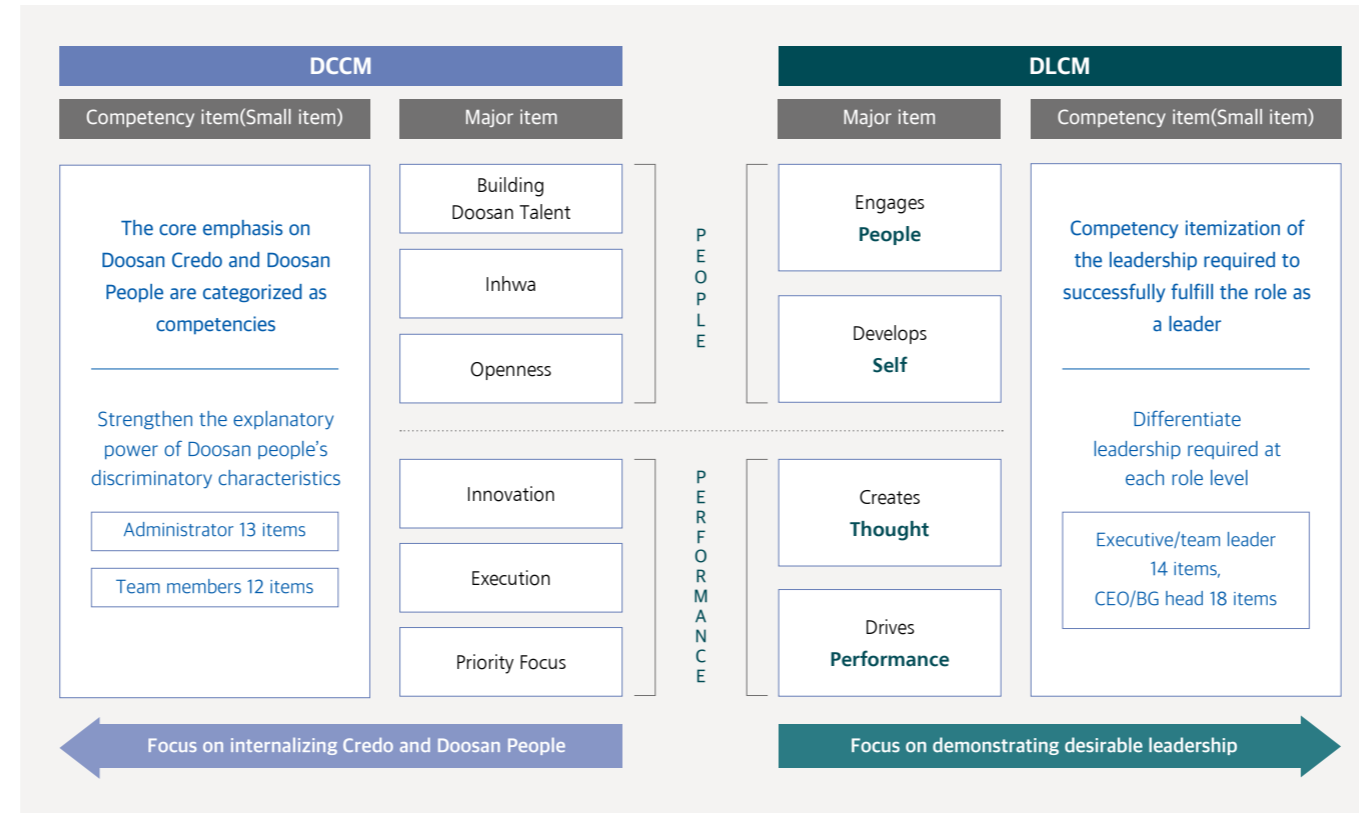 DCCM
Competency item(Small item)
Major item
The core emphasis on
Doosan Credo and Doosan
People are categorized as
competencies
Strengthen the explanatory
power of Doosan people's
discriminatory characteristics
Administrator 13 items
Team members 12 items
Building
Doosan Talent
Inhwa
Openness
Innovation
Execution
Priority Focus
Focus on internalizing Credo and Doosan People
PEOPLE
PERFORMANCE
DLCM
Major item
Competency item(Small item)
Engages
People
Develops
Self
Creates
Thought
Drives
Performance
Competency itemization of
the leadership required to
successfully fulfill the role as
a leader
Differentiate
leadership required at
each role level
Executive/team leader
14 items,
CEO/BG head 18 items
Focus on demonstrating desirable leadership